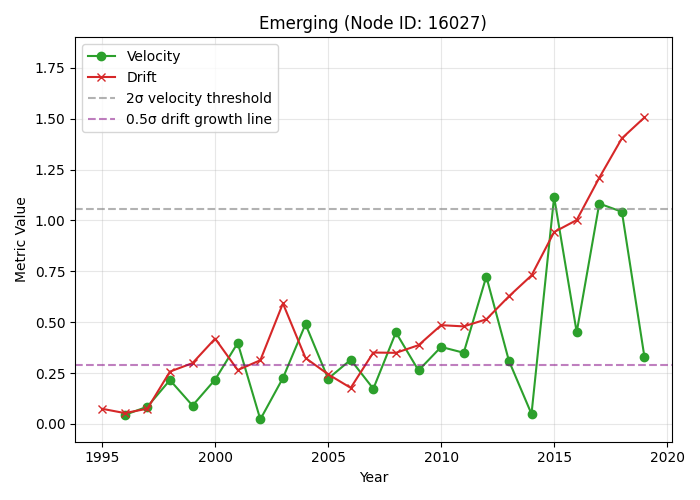 Emerging (Node ID: 16027)
Velocity
Drift
2σ velocity threshold
0.5σ drift growth line
Metric Value
1.75
1.50
1.25
1.00
0.75
0.50
0.25
0.00
1995 2000 2005 2010 2015 2020
Year